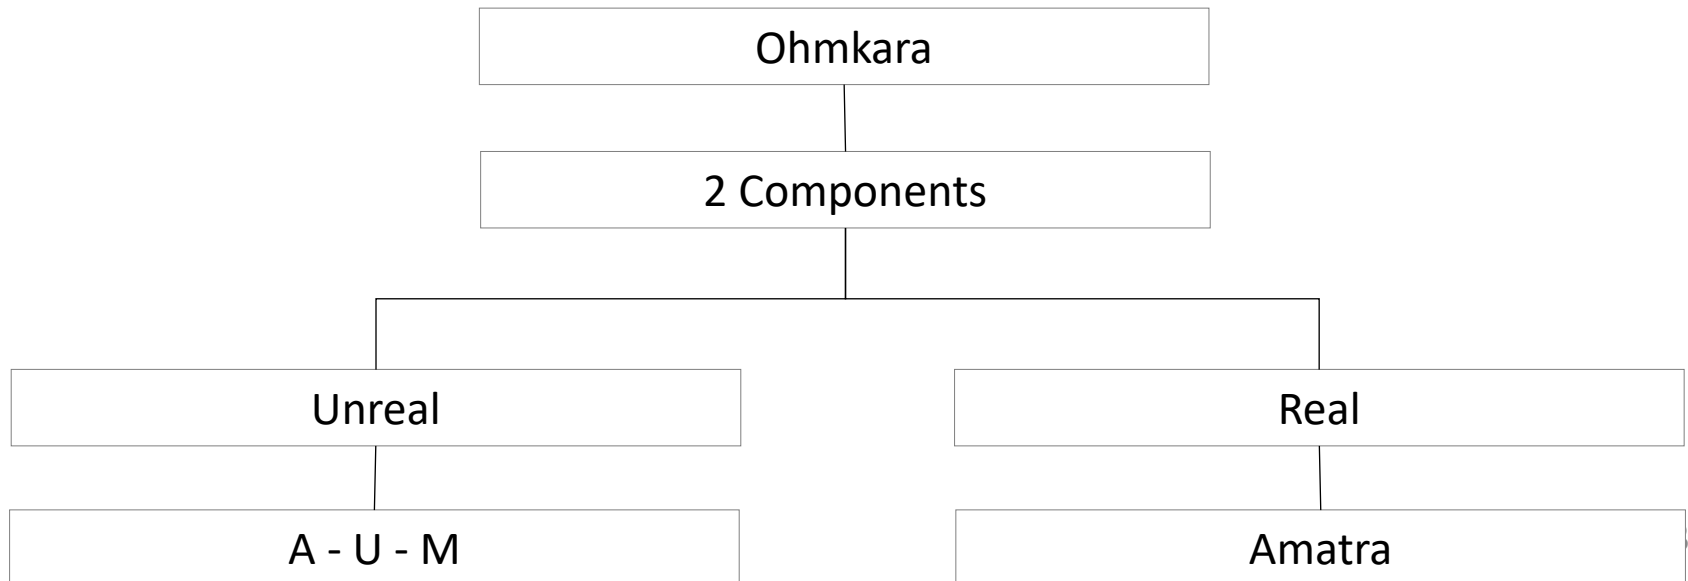 Ohmkara
2 Components
Unreal
Real
A - U - M
Amatra